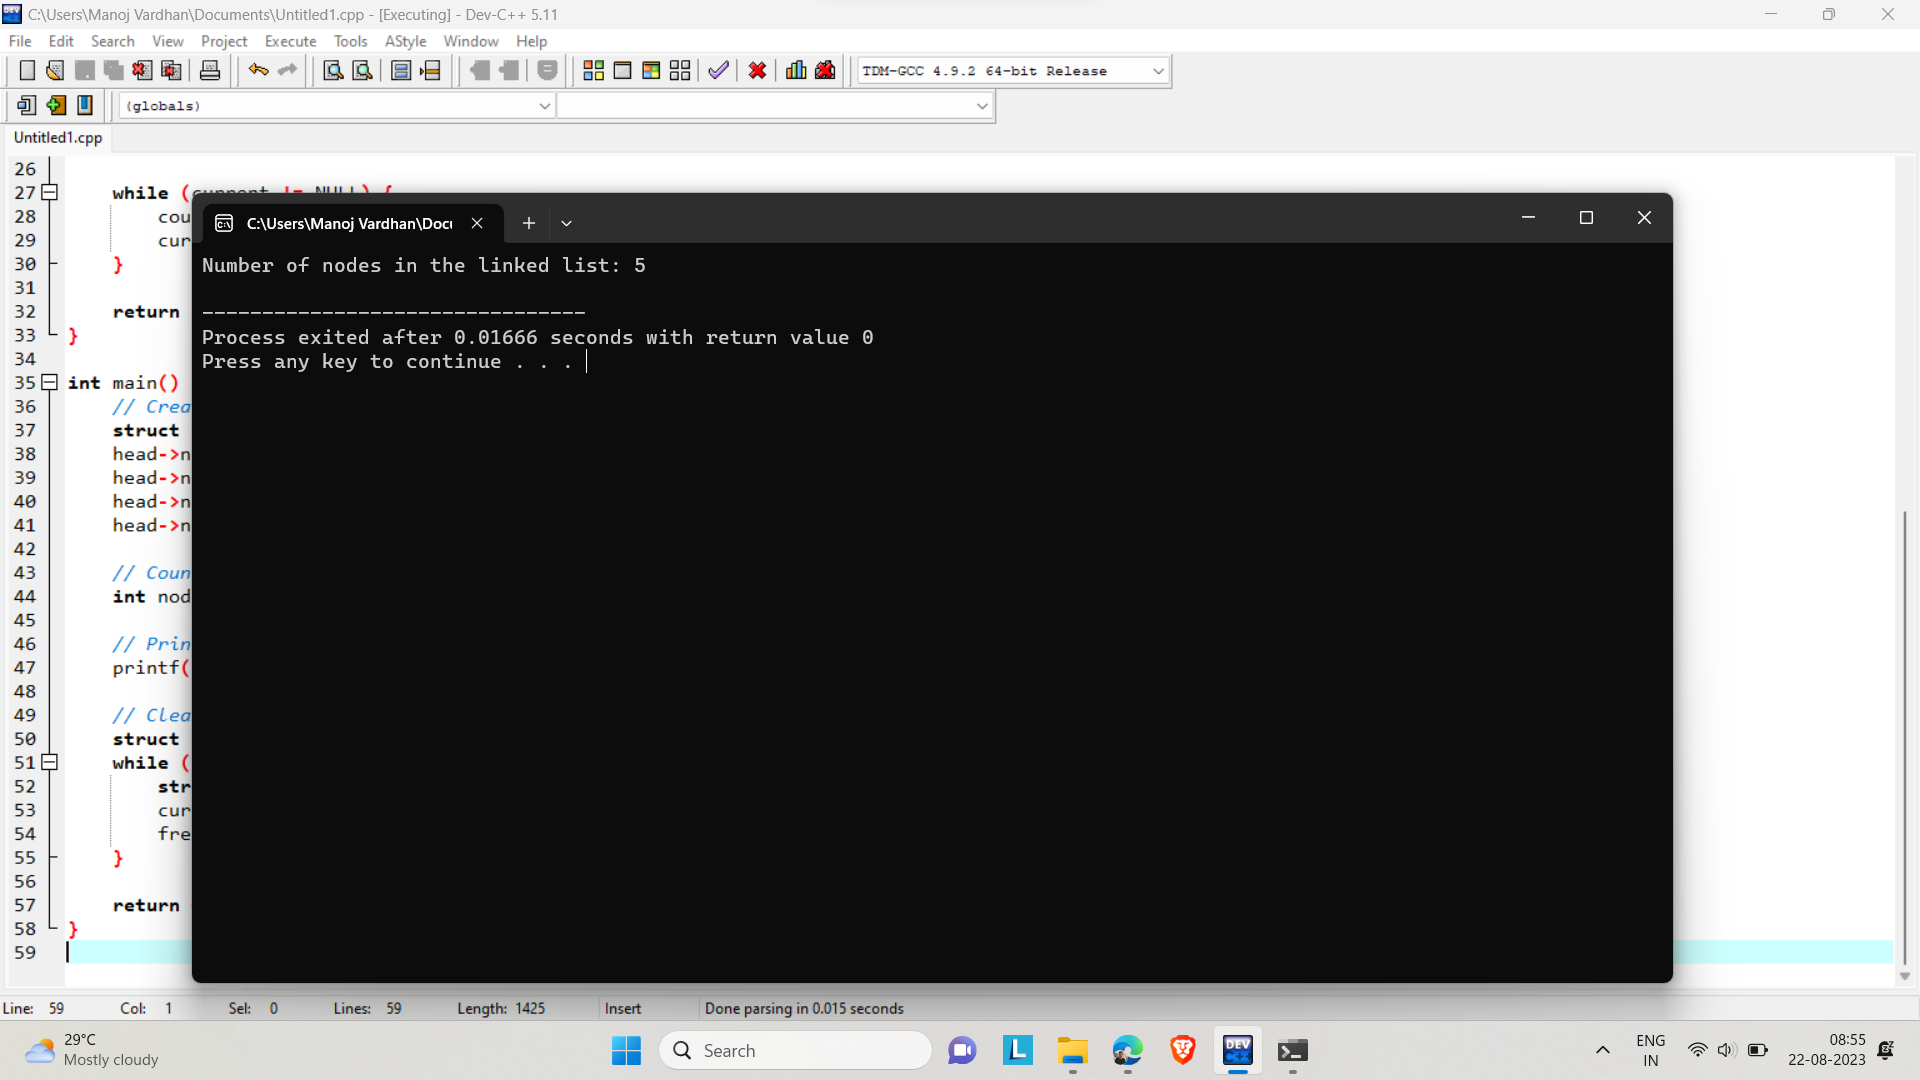 C:\Users\Manoj Vardhan\Documents\Untitled1.cpp - [Executing] - Dev-C++ 5.11
File Edit Search View Project Execute Tools AStyle Window Help
TDM-GCC 4.9.2 64-bit Release
(globals)
Untitled1.cpp
26
27 while (current != NULL) {
28 cou
29 cur
30 }
31
32 return
33 }
34
35 int main()
36 // Crea
37 struct
38 head->n
39 head->n
40 head->n
41 head->n
42
43 // Coun
44 int nod
45
46 // Prin
47 printf(
48
49 // Clea
50 struct
51 while (
52 str
53 cur
54 fre
55 }
56
57 return
58 }
59
C:\Users\Manoj Vardhan\Docu
Number of nodes in the linked list: 5
--------------------------------
Process exited after 0.01666 seconds with return value 0
Press any key to continue . . .
Line: 59 Col: 1 Sel: 0 Lines: 59 Length: 1425 Insert Done parsing in 0.015 seconds
29°C
Mostly cloudy
Search
L
DEV
C++
ENG
IN
08:55
22-08-2023